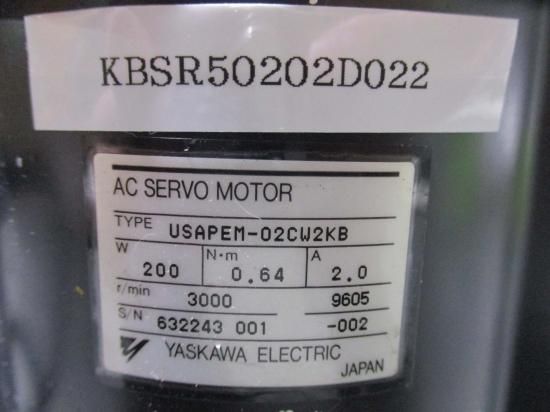 KBSR50202D022
AC SERVO MOTOR
TYPE USAPEM-02CW2KB
W N·m A
200 0.64 2.0
r/min 3000 9605
S/N 632243 001 -002
YASKAWA ELECTRIC
JAPAN